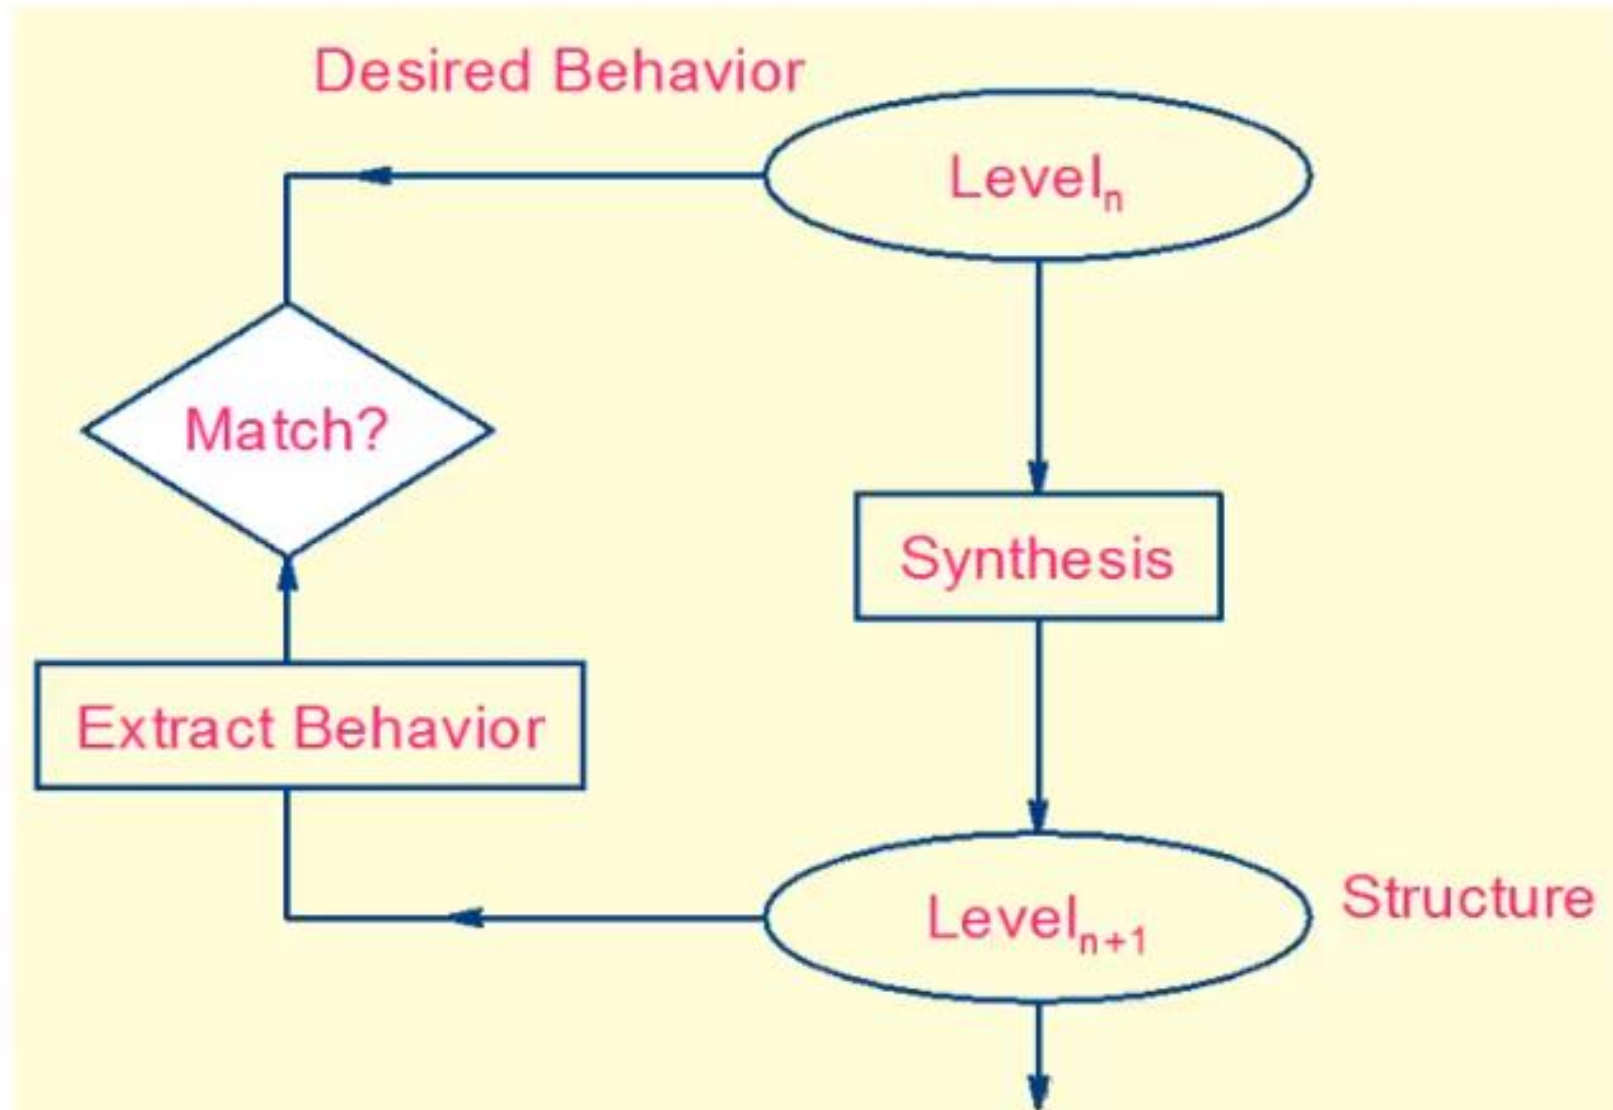 Desired Behavior
Levelₙ
Match?
Synthesis
Extract Behavior
Structure
Levelₙ₊₁